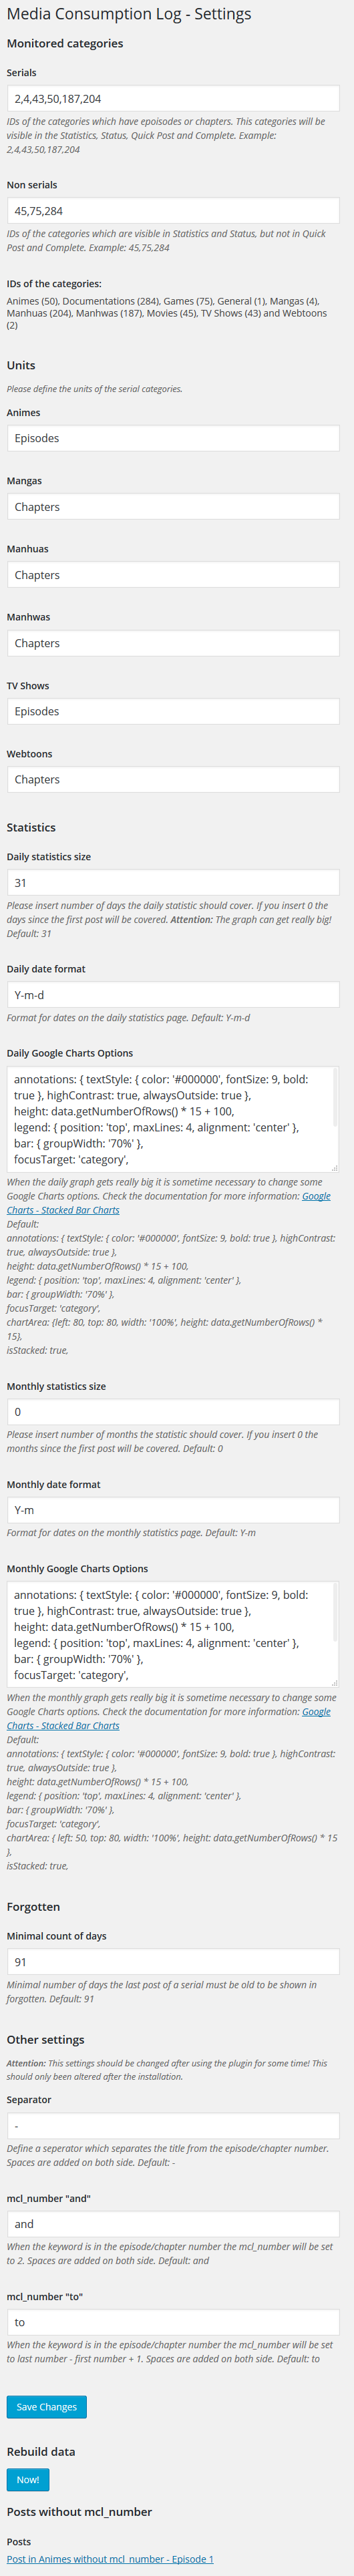 Media Consumption Log - Settings
Monitored categories
Serials
2,4,43,50,187,204
IDs of the categories which have epoisodes or chapters. This categories will be
visible in the Statistics, Status, Quick Post and Complete. Example:
2,4,43,50,187,204
Non serials
45,75,284
IDs of the categories which are visible in Statistics and Status, but not in Quick
Post and Complete. Example: 45,75,284
IDs of the categories:
Animes (50), Documentations (284), Games (75), General (1), Mangas (4),
Manhuas (204), Manhwas (187), Movies (45), TV Shows (43) and Webtoons
(2)
Units
Please define the units of the serial categories.
Animes
Episodes
Mangas
Chapters
Manhuas
Chapters
Manhwas
Chapters
TV Shows
Episodes
Webtoons
Chapters
Statistics
Daily statistics size
31
Please insert number of days the daily statistic should cover. If you insert 0 the
days since the first post will be covered. Attention: The graph can get really big!
Default: 31
Daily date format
Y-m-d
Format for dates on the daily statistics page. Default: Y-m-d
Daily Google Charts Options
annotations: { textStyle: { color: '#000000', fontSize: 9, bold:
true }, highContrast: true, alwaysOutside: true },
height: data.getNumberOfRows() * 15 + 100,
legend: { position: 'top', maxLines: 4, alignment: 'center' },
bar: { groupWidth: '70%' },
focusTarget: 'category',
When the daily graph gets really big it is sometime necessary to change some
Google Charts options. Check the documentation for more information: Google
Charts - Stacked Bar Charts
Default:
annotations: { textStyle: { color: '#000000', fontSize: 9, bold: true }, highContrast:
true, alwaysOutside: true },
height: data.getNumberOfRows() * 15 + 100,
legend: { position: 'top', maxLines: 4, alignment: 'center' },
bar: { groupWidth: '70%' },
focusTarget: 'category',
chartArea: {left: 80, top: 80, width: '100%', height: data.getNumberOfRows() *
15},
isStacked: true,
Monthly statistics size
0
Please insert number of months the statistic should cover. If you insert 0 the
months since the first post will be covered. Default: 0
Monthly date format
Y-m
Format for dates on the monthly statistics page. Default: Y-m
Monthly Google Charts Options
annotations: { textStyle: { color: '#000000', fontSize: 9, bold:
true }, highContrast: true, alwaysOutside: true },
height: data.getNumberOfRows() * 15 + 100,
legend: { position: 'top', maxLines: 4, alignment: 'center' },
bar: { groupWidth: '70%' },
focusTarget: 'category',
When the monthly graph gets really big it is sometime necessary to change some
Google Charts options. Check the documentation for more information: Google
Charts - Stacked Bar Charts
Default:
annotations: { textStyle: { color: '#000000', fontSize: 9, bold: true }, highContrast:
true, alwaysOutside: true },
height: data.getNumberOfRows() * 15 + 100,
legend: { position: 'top', maxLines: 4, alignment: 'center' },
bar: { groupWidth: '70%' },
focusTarget: 'category',
chartArea: { left: 50, top: 80, width: '100%', height: data.getNumberOfRows() * 15
},
isStacked: true,
Forgotten
Minimal count of days
91
Minimal number of days the last post of a serial must be old to be shown in
forgotten. Default: 91
Other settings
Attention: This settings should be changed after using the plugin for some time! This
should only been altered after the installation.
Separator
-
Define a seperator which separates the title from the episode/chapter number.
Spaces are added on both side. Default: -
mcl_number "and"
and
When the keyword is in the episode/chapter number the mcl_number will be set
to 2. Spaces are added on both side. Default: and
mcl_number "to"
to
When the keyword is in the episode/chapter number the mcl_number will be set
to last number - first number + 1. Spaces are added on both side. Default: to
Save Changes
Rebuild data
Now!
Posts without mcl_number
Posts
Post in Animes without mcl_number - Episode 1